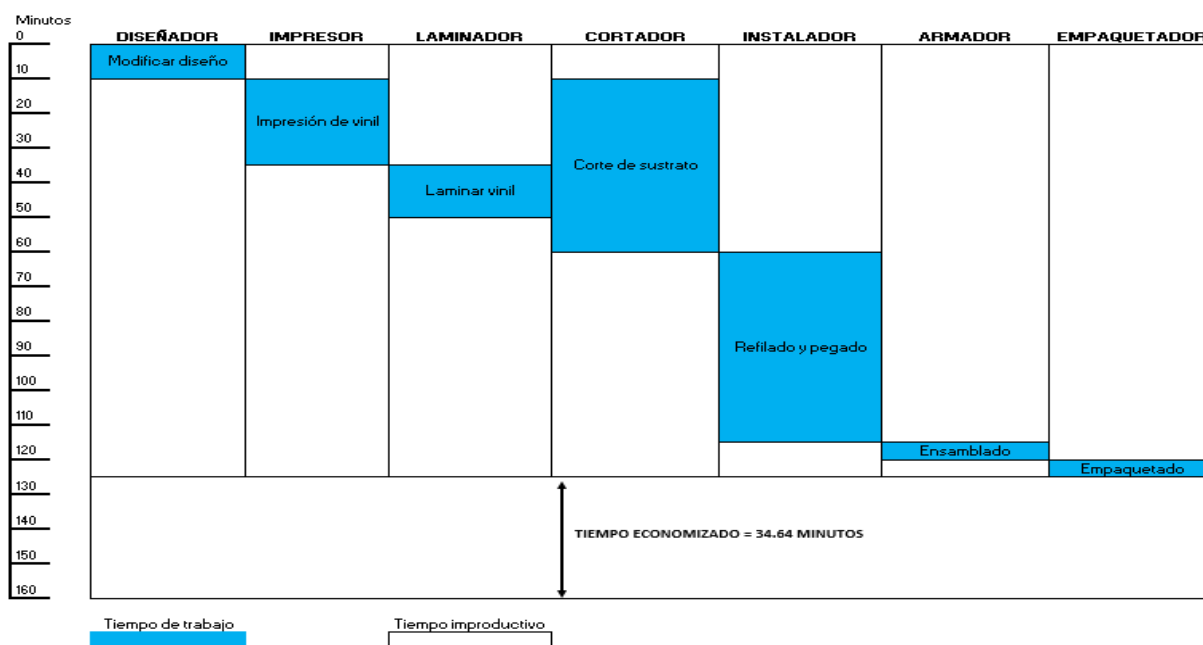 Minutos
0
DISEÑADOR IMPRESOR LAMINADOR CORTADOR INSTALADOR ARMADOR EMPAQUETADOR
Modificar diseño
10
20
Impresión de vinil
30
Corte de sustrato
40
Laminar vinil
50
60
70
80
90
Refilado y pegado
100
110
120
Ensamblado
Empaquetado
130
140
TIEMPO ECONOMIZADO = 34.64 MINUTOS
150
160
Tiempo de trabajo Tiempo improductivo